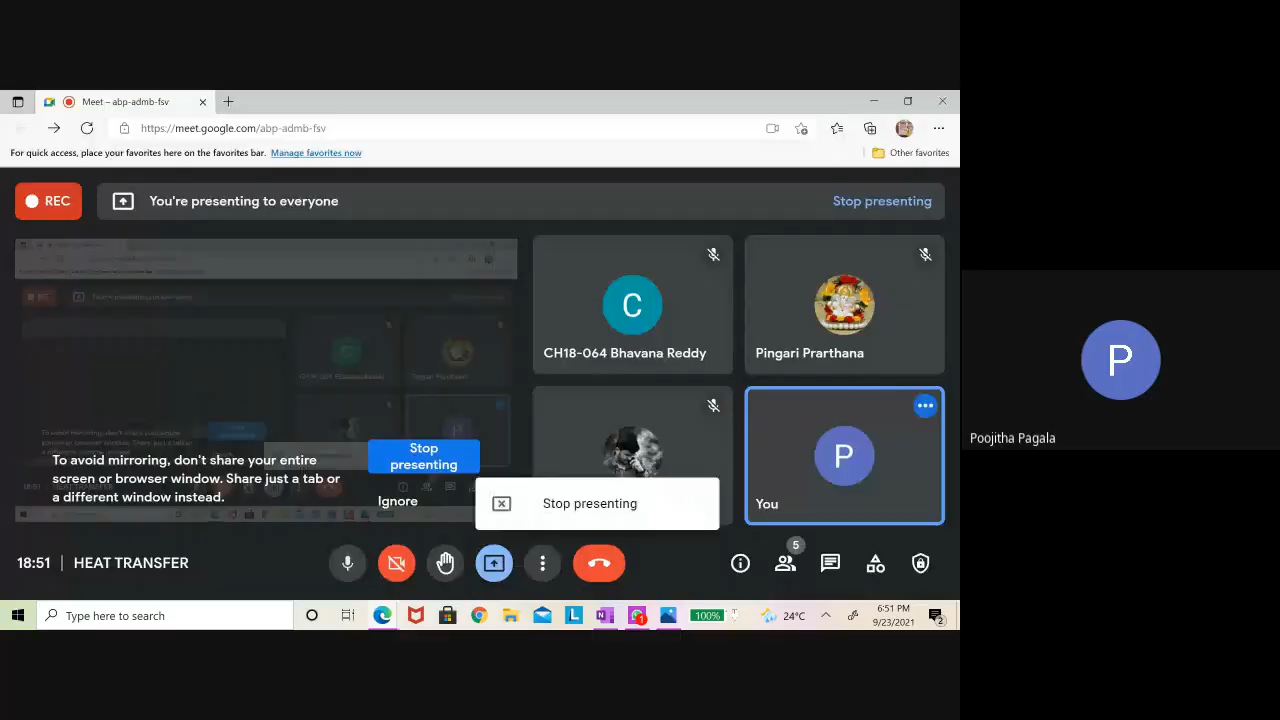 Meet – abp-admb-fsv
https://meet.google.com/abp-admb-fsv
For quick access, place your favorites here on the favorites bar. Manage favorites now
Other favorites
REC
You're presenting to everyone
Stop presenting
C
CH18-064 Bhavana Reddy
Pingari Prarthana
P
You
To avoid mirroring, don't share your entire
screen or browser window. Share just a tab or
a different window instead.
Stop
presenting
Ignore
Stop presenting
18:51 | HEAT TRANSFER
5
Type here to search
L
N
1
100%
24°C
6:51 PM
9/23/2021
2
P
Poojitha Pagala